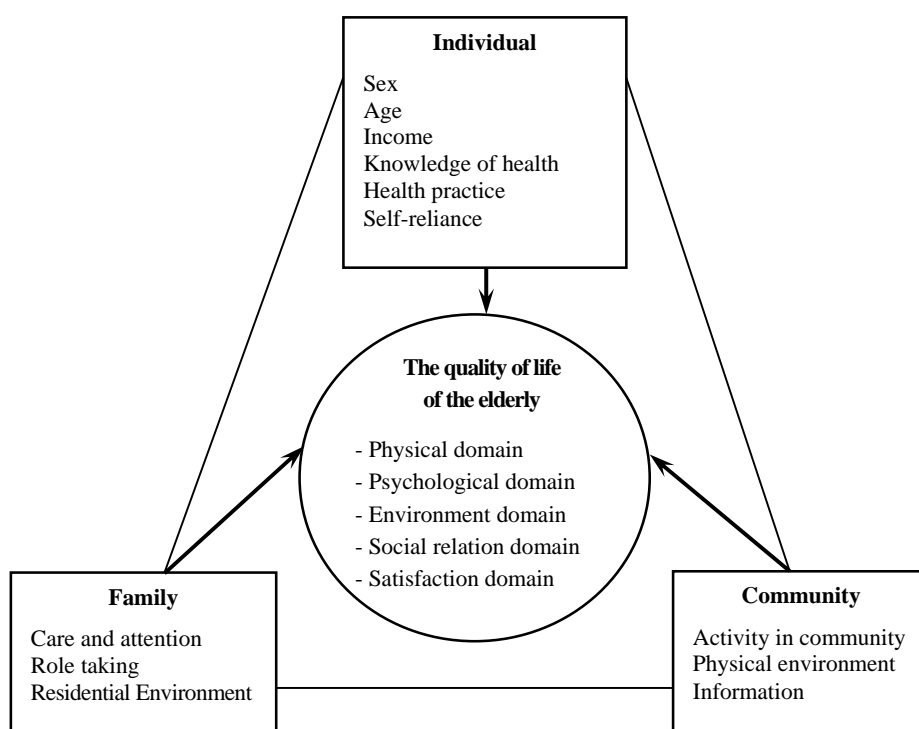 Individual
Sex
Age
Income
Knowledge of health
Health practice
Self-reliance
The quality of life
of the elderly
- Physical domain
- Psychological domain
- Environment domain
- Social relation domain
- Satisfaction domain
Family
Care and attention
Role taking
Residential Environment
Community
Activity in community
Physical environment
Information